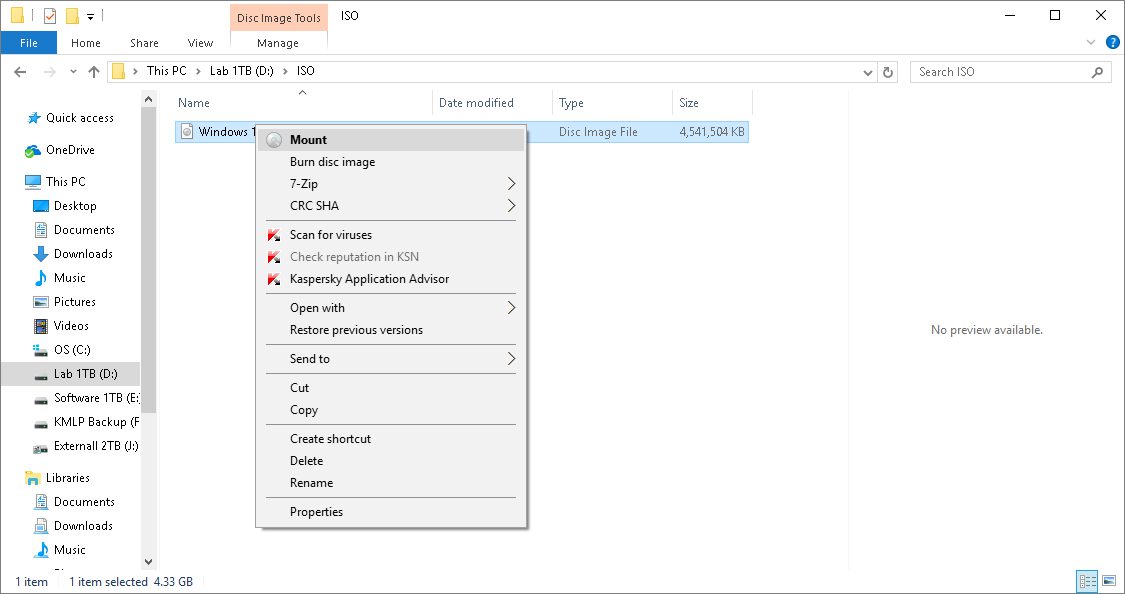 Disc Image Tools
ISO
File
Home
Share
View
Manage
This PC
Lab 1TB (D:)
ISO
Search ISO
Quick access
OneDrive
This PC
Desktop
Documents
Downloads
Music
Pictures
Videos
OS (C:)
Lab 1TB (D:)
Software 1TB (E:
KMLP Backup (F
Externall 2TB (J:)
Libraries
Documents
Downloads
Music
Name
Date modified
Type
Size
Windows 1
Disc Image File
4,541,504 KB
Mount
Burn disc image
7-Zip
CRC SHA
Scan for viruses
Check reputation in KSN
Kaspersky Application Advisor
Open with
Restore previous versions
Send to
Cut
Copy
Create shortcut
Delete
Rename
Properties
No preview available.
1 item
1 item selected 4.33 GB